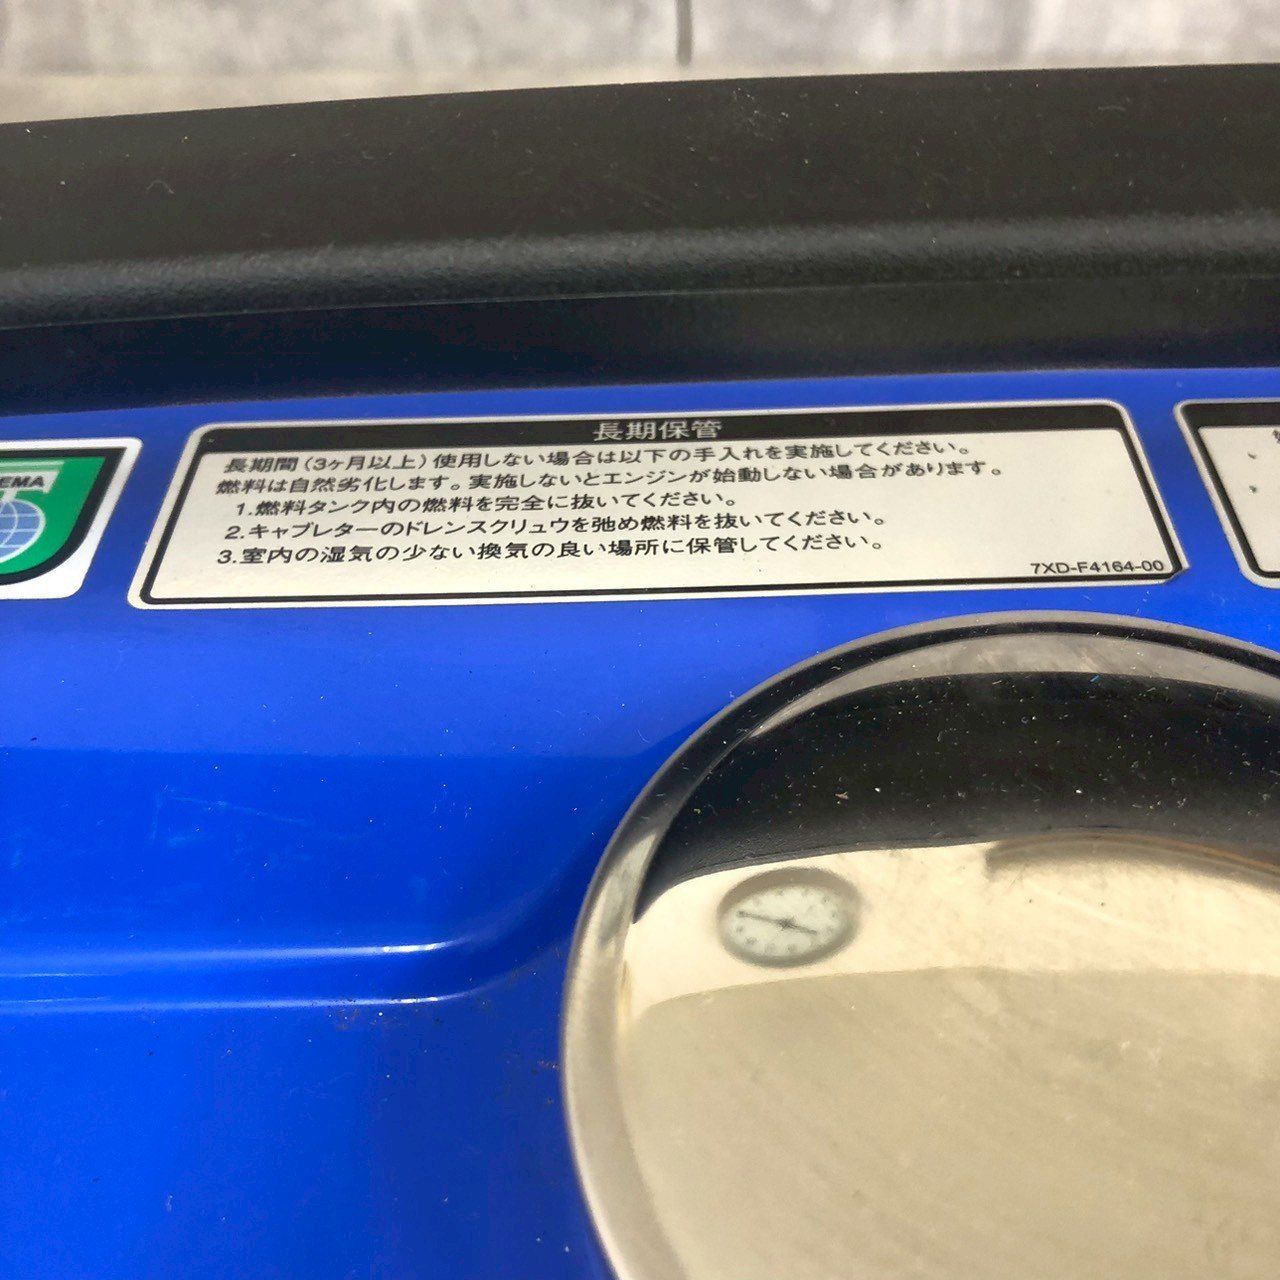 長期保管
長期間（3ヶ月以上）使用しない場合は以下の手入れを実施してください。
燃料は自然劣化します。実施しないとエンジンが始動しない場合があります。
1.燃料タンク内の燃料を完全に抜いてください。
2.キャブレターのドレンスクリュウを弛め燃料を抜いてください。
3.室内の湿気の少ない換気の良い場所に保管してください。
7XD-F4164-00
EMA